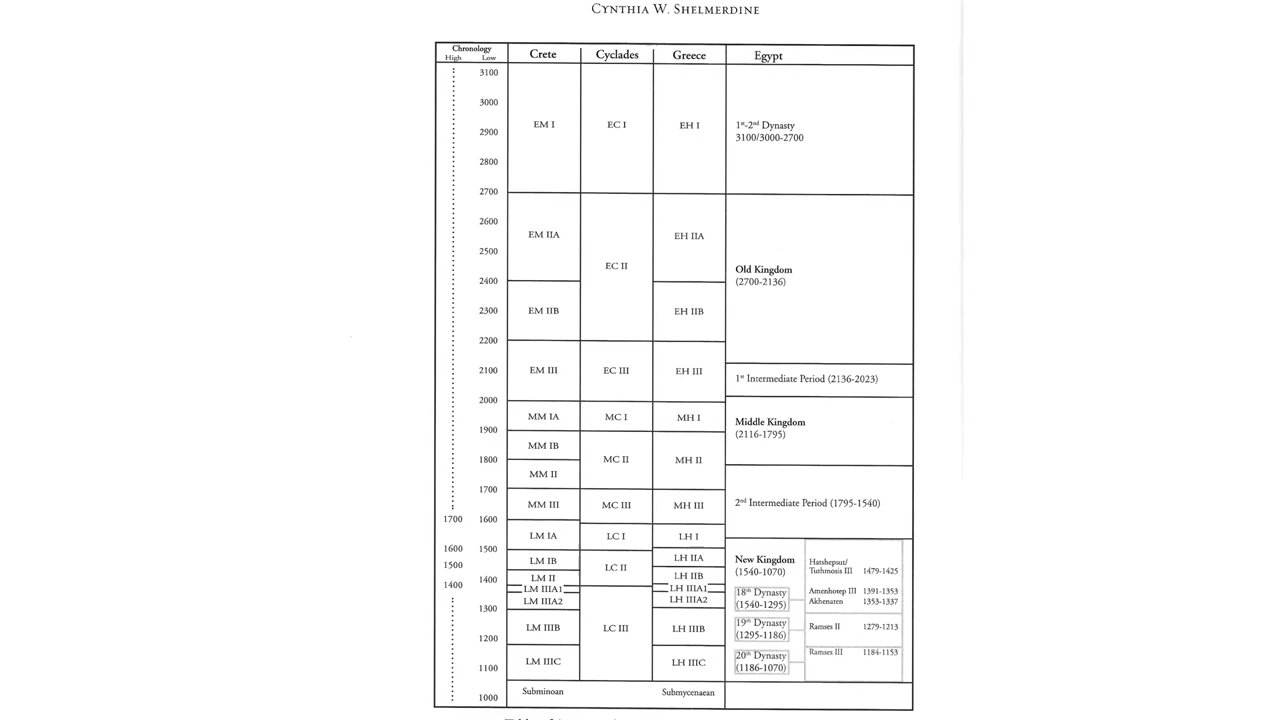 CYNTHIA W. SHELMERDINE
Chronology
High Low
Crete
Cyclades
Greece
Egypt
3100
3000
EM I EC I EH I 1st-2nd Dynasty
2900 3100/3000-2700
2800
2700
2600
EM IIA EH IIA
2500
EC II Old Kingdom
2400 (2700-2136)
2300 EM IIB EH IIB
2200
2100 EM III EC III EH III 1st Intermediate Period (2136-2023)
2000
MM IA MC I MH I Middle Kingdom
1900 (2116-1795)
MM IB
1800 MC II MH II
MM II
1700
MM III MC III MH III 2nd Intermediate Period (1795-1540)
1700 1600
LM IA LC I LH I
1600 1500
LM IB LH IIA New Kingdom Hatshepsut/
1500 LC II (1540-1070) Tuthmosis III 1479-1425
1400 LM II LH IIB
1400 LM IIIA1 LH IIIA1 18th Dynasty Amenhotep III 1391-1353
LM IIIA2 LH IIIA2 (1540-1295) Akhenaten 1353-1337
1300
LM IIIB LC III LH IIIB 19th Dynasty Ramses II 1279-1213
1200 (1295-1186)
LM IIIC LH IIIC 20th Dynasty Ramses III 1184-1153
1100 (1186-1070)
Subminoan Submycenaean
1000